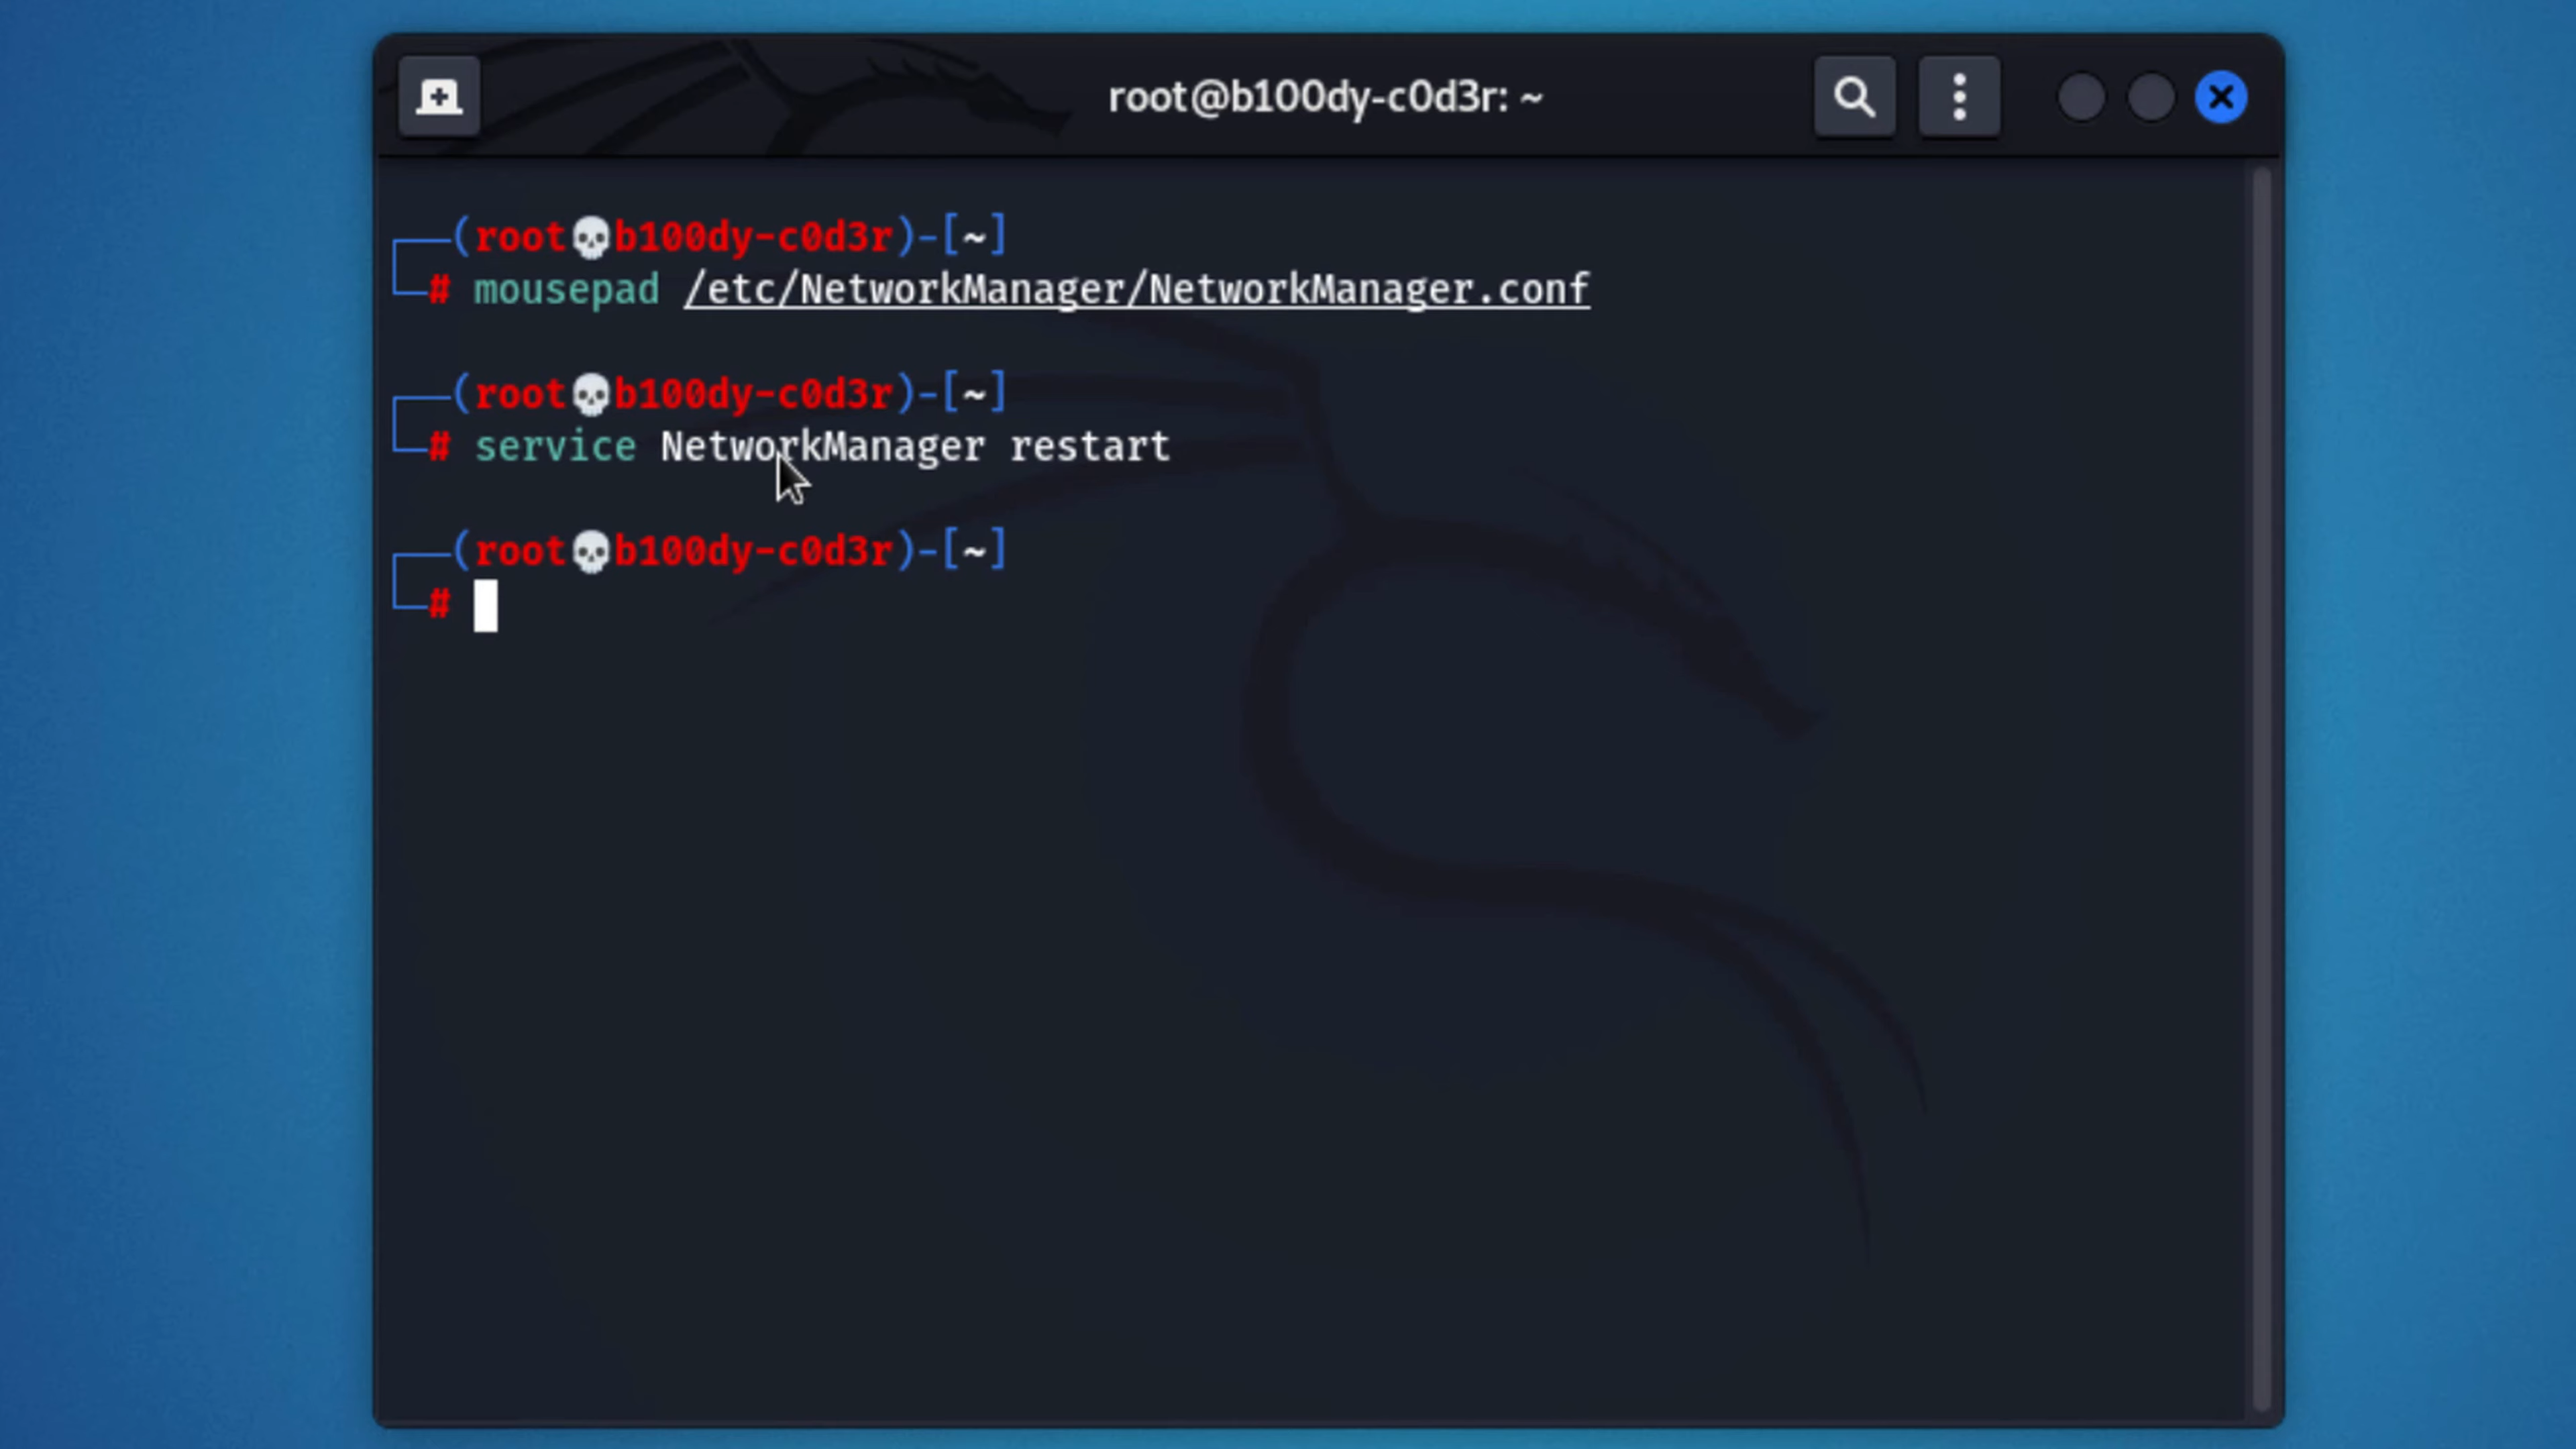 root@b100dy-c0d3r: ~
┌──(root💀b100dy-c0d3r)-[~]
└─# mousepad /etc/NetworkManager/NetworkManager.conf
┌──(root💀b100dy-c0d3r)-[~]
└─# service NetworkManager restart
┌──(root💀b100dy-c0d3r)-[~]
└─#